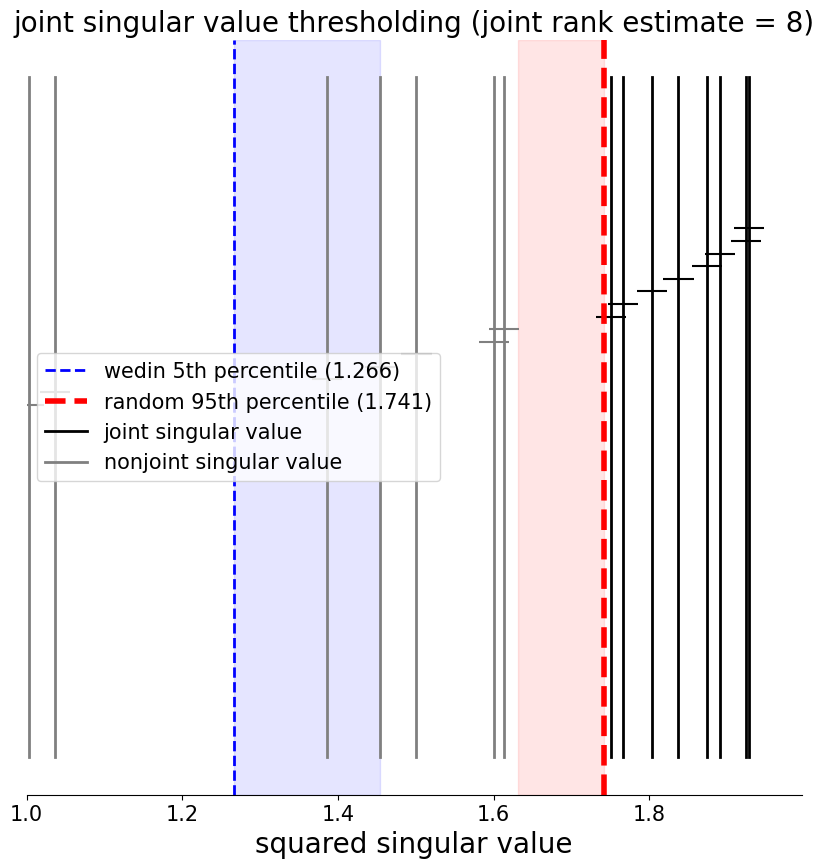 joint singular value thresholding (joint rank estimate = 8)
wedin 5th percentile (1.266)
random 95th percentile (1.741)
joint singular value
nonjoint singular value
1.0 1.2 1.4 1.6 1.8
squared singular value